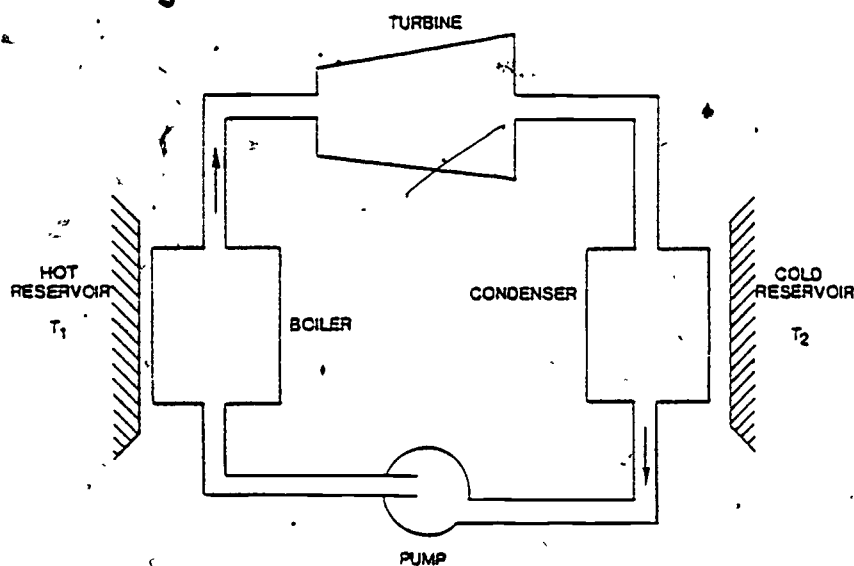 TURBINE
HOT
RESERVOIR
T₁
BOILER
CONDENSER
COLD
RESERVOIR
T₂
PUMP